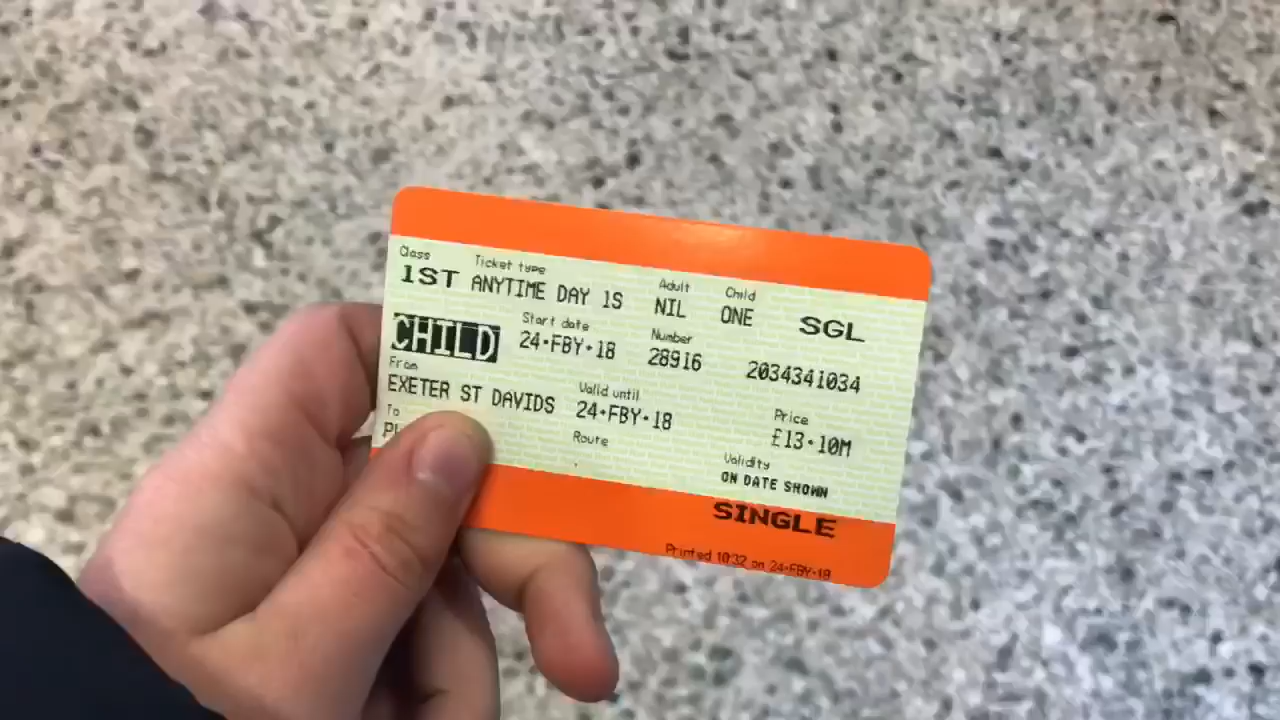 Class Ticket type Adult Child
1ST ANYTIME DAY 1S NIL ONE SGL
CHILD Start date Number
24·FBY·18 28916 2034341034
From Valid until Price
EXETER ST DAVIDS 24·FBY·18 £13·10M
To Route Validity
ON DATE SHOWN
SINGLE
Printed 10:32 on 24·FBY·18